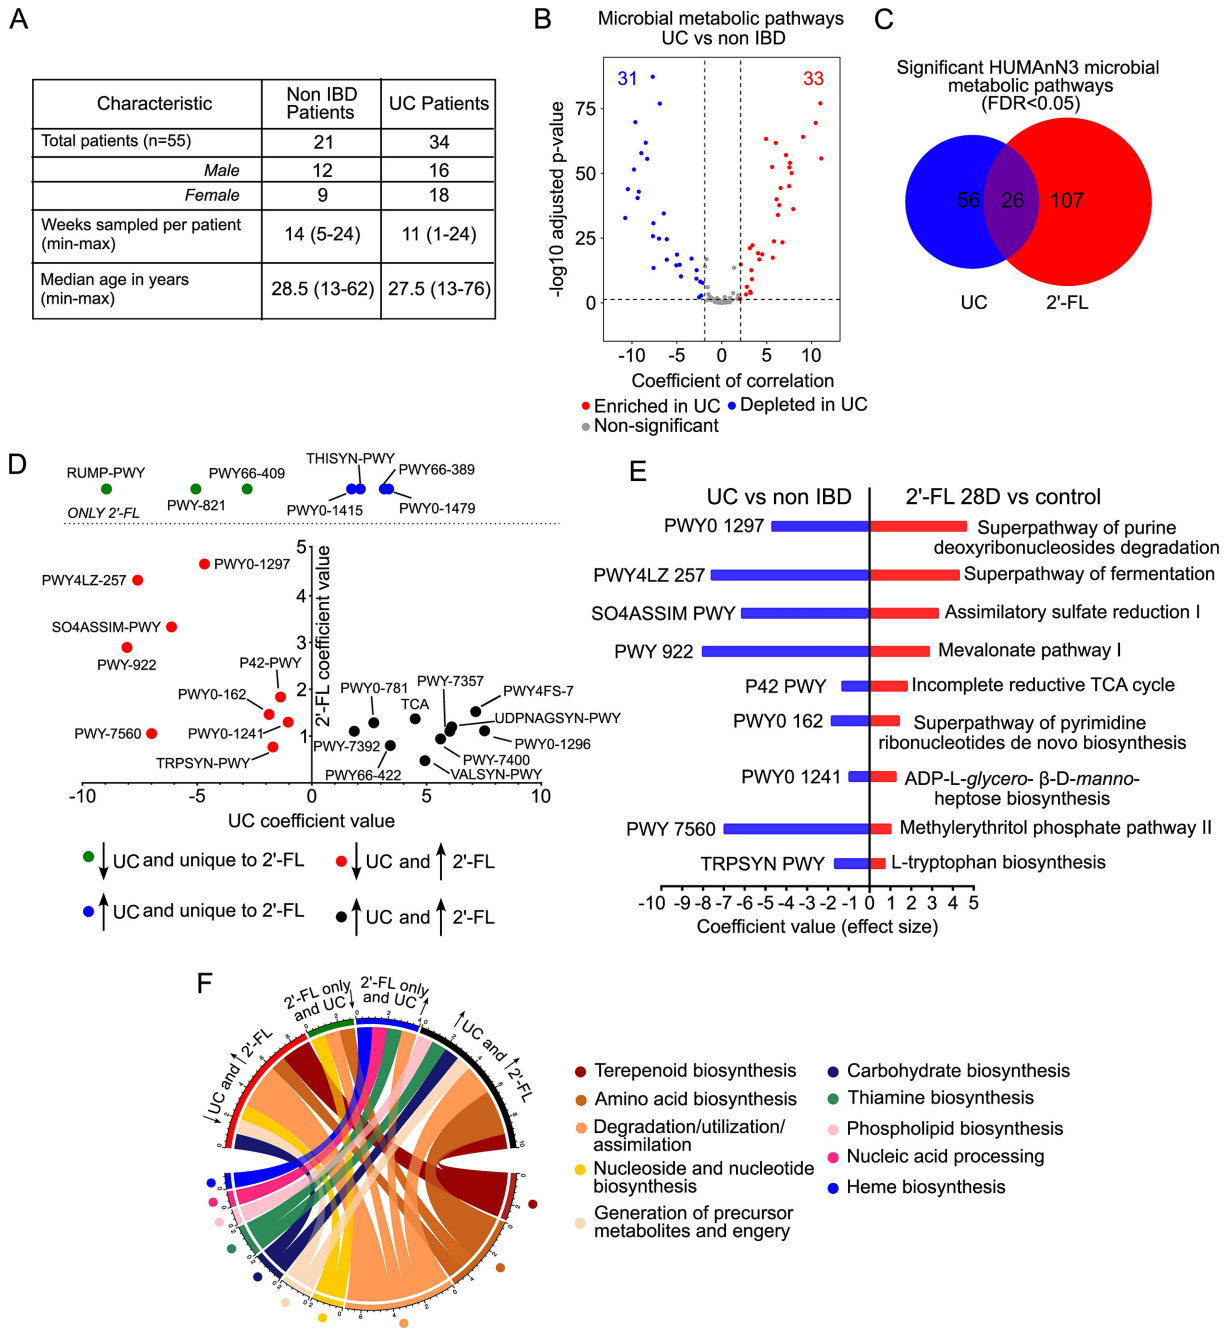 A
Characteristic
Non IBD
Patients
UC Patients
Total patients (n=55)
21
34
Male
12
16
Female
9
18
Weeks sampled per patient
(min-max)
14 (5-24)
11 (1-24)
Median age in years
(min-max)
28.5 (13-62)
27.5 (13-76)
B
Microbial metabolic pathways
UC vs non IBD
31
33
-log10 adjusted p-value
75
50
25
0
-10
-5
0
5
10
Coefficient of correlation
Enriched in UC
Depleted in UC
Non-significant
C
Significant HUMAnN3 microbial
metabolic pathways
(FDR<0.05)
56
26
107
UC
2'-FL
D
RUMP-PWY
PWY66-409
PWY-821
ONLY 2'-FL
THISYN-PWY
PWY66-389
PWY0-1415
PWY0-1479
5
4
3
2
1
2'-FL coefficient value
PWY0-1297
PWY4LZ-257
SO4ASSIM-PWY
PWY-922
P42-PWY
PWY0-162
PWY0-1241
PWY-7560
TRPSYN-PWY
PWY0-781
PWY-7357
TCA
PWY4FS-7
UDPNAGSYN-PWY
PWY-7392
PWY0-1296
PWY-7400
PWY66-422
VALSYN-PWY
-10
-5
0
5
10
UC coefficient value
UC and unique to 2'-FL
UC and 2'-FL
UC and unique to 2'-FL
UC and 2'-FL
E
UC vs non IBD
2'-FL 28D vs control
PWY0 1297
Superpathway of purine
deoxyribonucleosides degradation
PWY4LZ 257
Superpathway of fermentation
SO4ASSIM PWY
Assimilatory sulfate reduction I
PWY 922
Mevalonate pathway I
P42 PWY
Incomplete reductive TCA cycle
PWY0 162
Superpathway of pyrimidine
ribonucleotides de novo biosynthesis
PWY0 1241
ADP-L-glycero- β-D-manno-
heptose biosynthesis
PWY 7560
Methylerythritol phosphate pathway II
TRPSYN PWY
L-tryptophan biosynthesis
-10 -9 -8 -7 -6 -5 -4 -3 -2 -1 0 1 2 3 4 5
Coefficient value (effect size)
F
UC and 2'-FL
2'-FL only
and UC
2'-FL only
and UC
UC and 2'-FL
Terepenoid biosynthesis
Amino acid biosynthesis
Degradation/utilization/
assimilation
Nucleoside and nucleotide
biosynthesis
Generation of precursor
metabolites and engery
Carbohydrate biosynthesis
Thiamine biosynthesis
Phospholipid biosynthesis
Nucleic acid processing
Heme biosynthesis